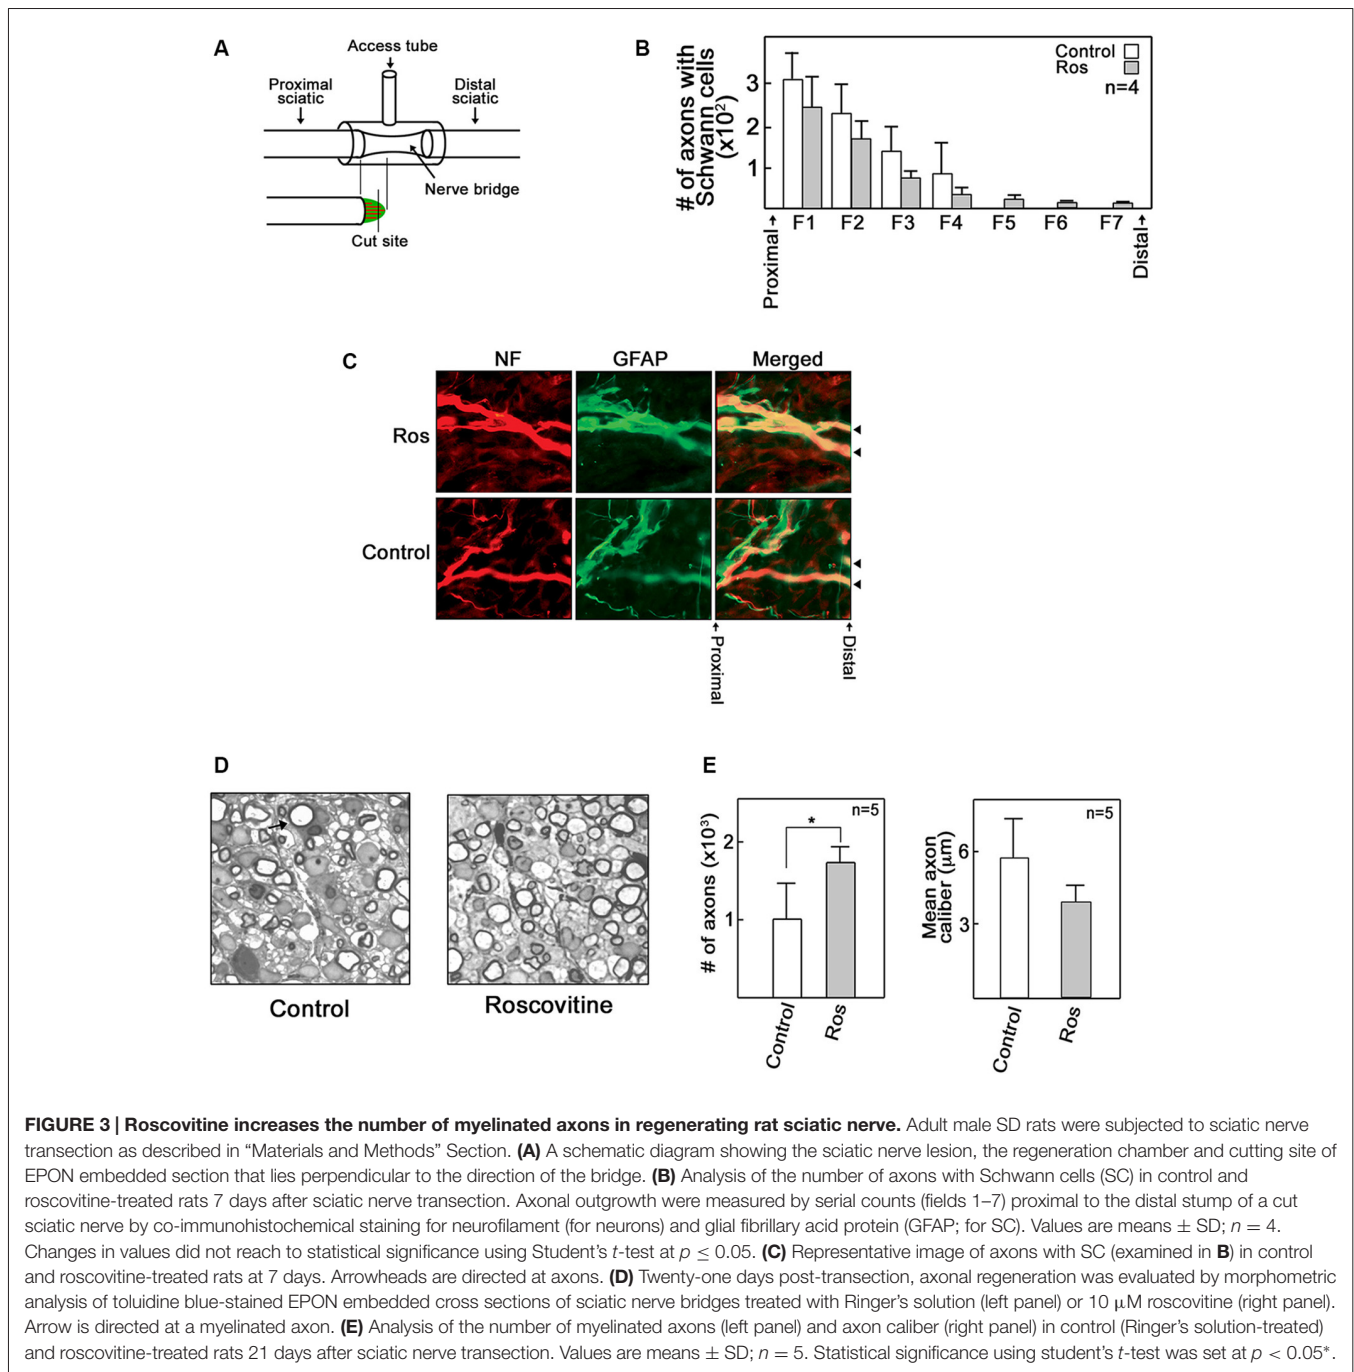 A
Access tube
Proximal
sciatic
Distal
sciatic
Nerve bridge
Cut site
B
# of axons with
Schwann cells
(x10²)
3
2
1
Control
Ros
n=4
F1 F2 F3 F4 F5 F6 F7
Proximal
Distal
C
NF GFAP Merged
Ros
Control
Proximal
Distal
D
Control
Roscovitine
E
# of axons (x10³)
2
1
*
n=5
Control
Ros
Mean axon
caliber (μm)
6
3
n=5
Control
Ros
FIGURE 3 | Roscovitine increases the number of myelinated axons in regenerating rat sciatic nerve. Adult male SD rats were subjected to sciatic nerve
transection as described in “Materials and Methods” Section. (A) A schematic diagram showing the sciatic nerve lesion, the regeneration chamber and cutting site of
EPON embedded section that lies perpendicular to the direction of the bridge. (B) Analysis of the number of axons with Schwann cells (SC) in control and
roscovitine-treated rats 7 days after sciatic nerve transection. Axonal outgrowth were measured by serial counts (fields 1–7) proximal to the distal stump of a cut
sciatic nerve by co-immunohistochemical staining for neurofilament (for neurons) and glial fibrillary acid protein (GFAP; for SC). Values are means ± SD; n = 4.
Changes in values did not reach to statistical significance using Student’s t-test at p ≤ 0.05. (C) Representative image of axons with SC (examined in B) in control
and roscovitine-treated rats at 7 days. Arrowheads are directed at axons. (D) Twenty-one days post-transection, axonal regeneration was evaluated by morphometric
analysis of toluidine blue-stained EPON embedded cross sections of sciatic nerve bridges treated with Ringer’s solution (left panel) or 10 μM roscovitine (right panel).
Arrow is directed at a myelinated axon. (E) Analysis of the number of myelinated axons (left panel) and axon caliber (right panel) in control (Ringer’s solution-treated)
and roscovitine-treated rats 21 days after sciatic nerve transection. Values are means ± SD; n = 5. Statistical significance using student’s t-test was set at p < 0.05*.